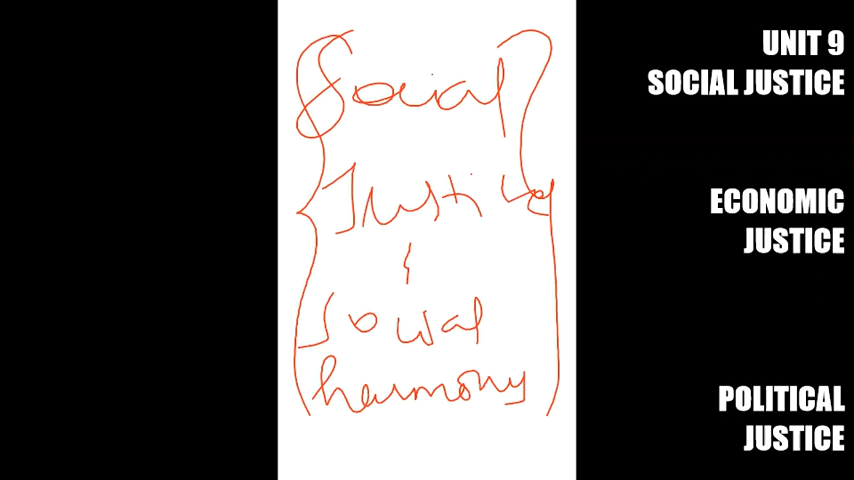 Social
Justice
&
Social
harmony
UNIT 9
SOCIAL JUSTICE
ECONOMIC
JUSTICE
POLITICAL
JUSTICE